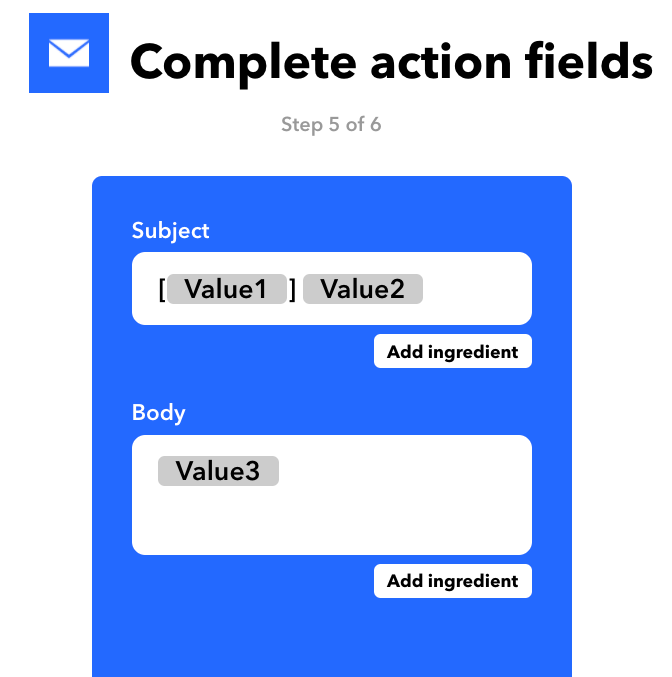 Complete action fields
Step 5 of 6
Subject
[ Value1 ] Value2
Add ingredient
Body
Value3
Add ingredient